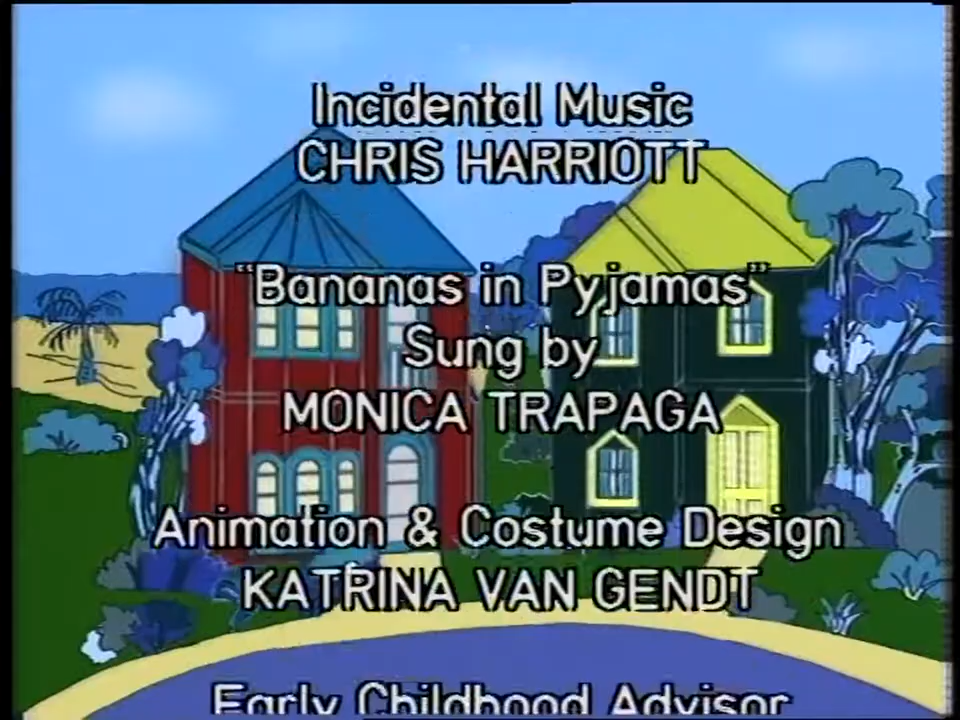 Incidental Music
CHRIS HARRIOTT
"Bananas in Pyjamas"
Sung by
MONICA TRAPAGA
Animation & Costume Design
KATRINA VAN GENDT
Early Childhood Advisor